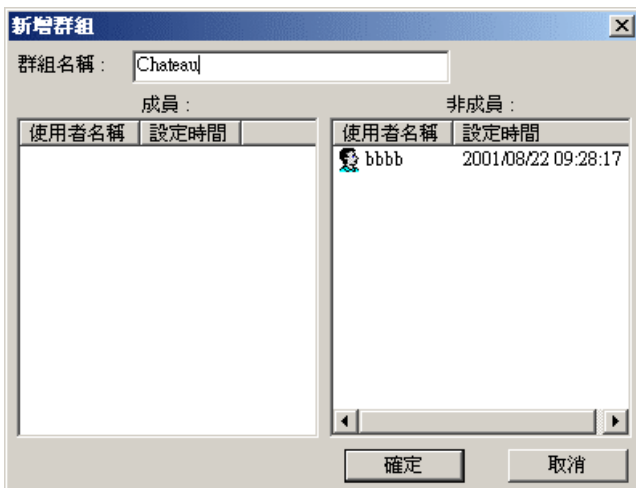 新增群組
群組名稱： Chateau
成員：
非成員：
使用者名稱 設定時間
使用者名稱 設定時間
bbbb 2001/08/22 09:28:17
確定 取消